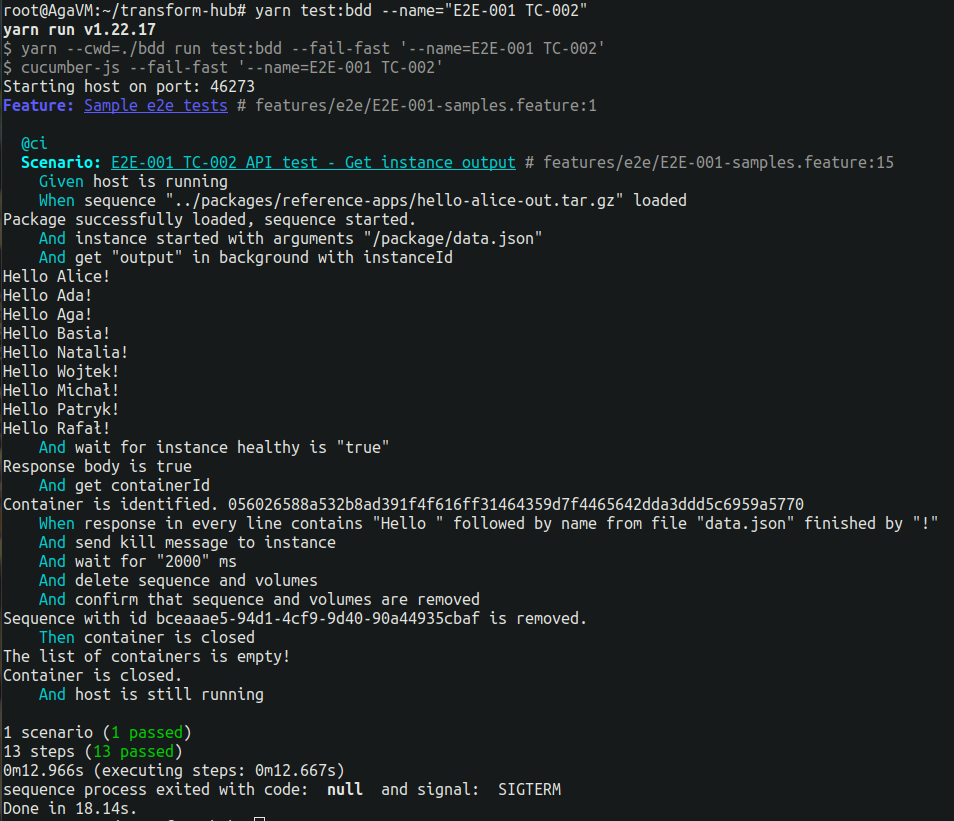 root@AgaVM:~/transform-hub# yarn test:bdd --name="E2E-001 TC-002"
yarn run v1.22.17
$ yarn --cwd=./bdd run test:bdd --fail-fast '--name=E2E-001 TC-002'
$ cucumber-js --fail-fast '--name=E2E-001 TC-002'
Starting host on port: 46273
Feature: Sample e2e tests # features/e2e/E2E-001-samples.feature:1
@ci
Scenario: E2E-001 TC-002 API test - Get instance output # features/e2e/E2E-001-samples.feature:15
Given host is running
When sequence "../packages/reference-apps/hello-alice-out.tar.gz" loaded
Package successfully loaded, sequence started.
And instance started with arguments "/package/data.json"
And get "output" in background with instanceId
Hello Alice!
Hello Ada!
Hello Aga!
Hello Basia!
Hello Natalia!
Hello Wojtek!
Hello Michał!
Hello Patryk!
Hello Rafał!
And wait for instance healthy is "true"
Response body is true
And get containerId
Container is identified. 056026588a532b8ad391f4f616ff31464359d7f4465642dda3ddd5c6959a5770
When response in every line contains "Hello " followed by name from file "data.json" finished by "!"
And send kill message to instance
And wait for "2000" ms
And delete sequence and volumes
And confirm that sequence and volumes are removed
Sequence with id bceaaae5-94d1-4cf9-9d40-90a44935cbaf is removed.
Then container is closed
The list of containers is empty!
Container is closed.
And host is still running
1 scenario (1 passed)
13 steps (13 passed)
0m12.966s (executing steps: 0m12.667s)
sequence process exited with code:  null  and signal:  SIGTERM
Done in 18.14s.